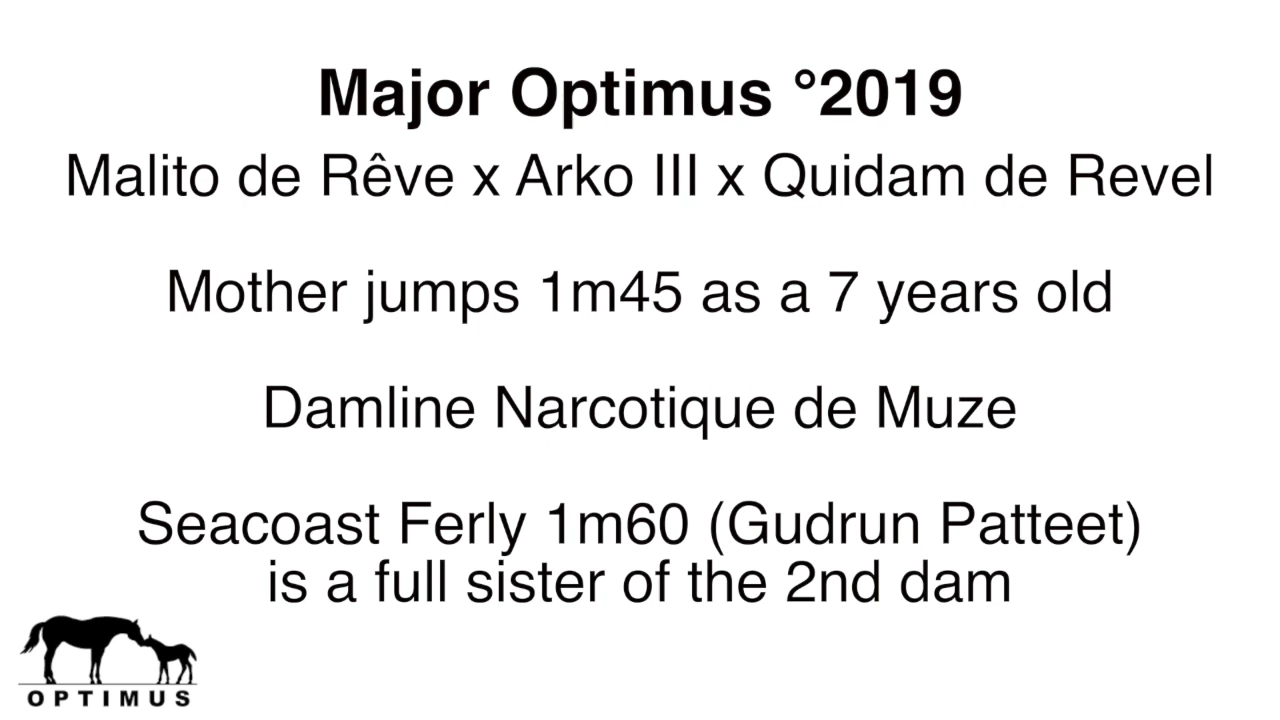 Major Optimus °2019
Malito de Rêve x Arko III x Quidam de Revel
Mother jumps 1m45 as a 7 years old
Damline Narcotique de Muze
Seacoast Ferly 1m60 (Gudrun Patteet)
is a full sister of the 2nd dam
OPTIMUS